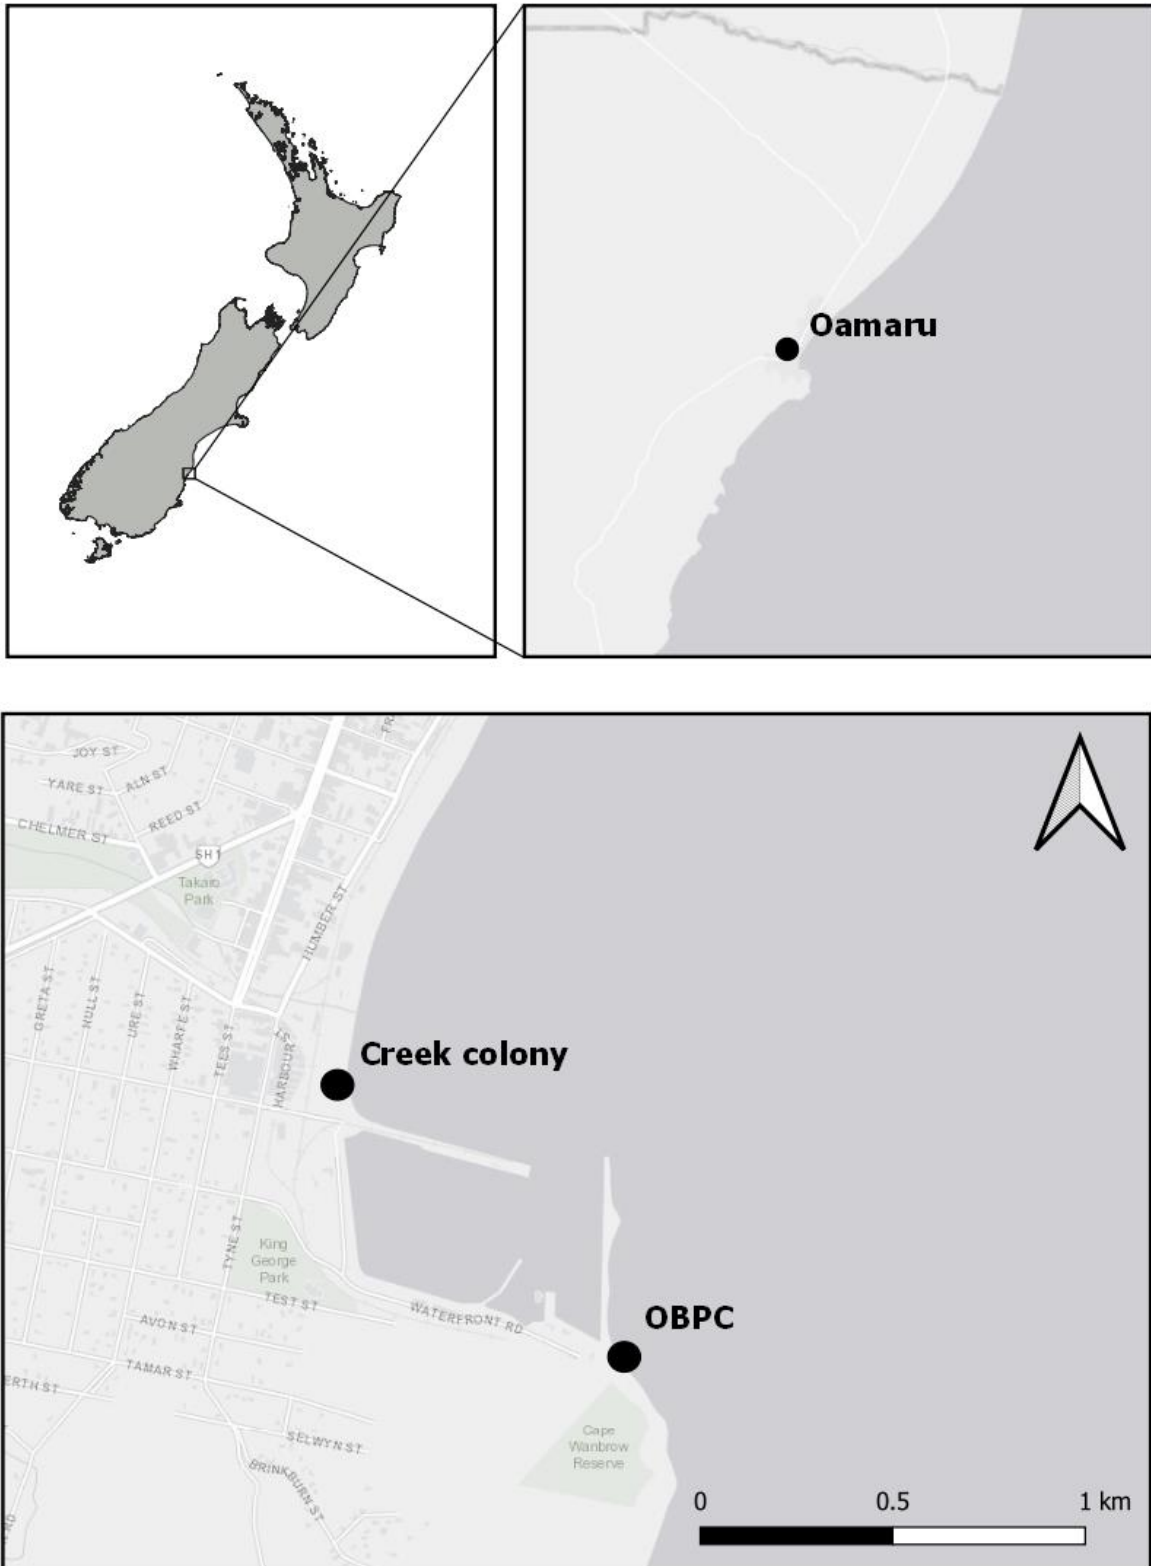 Oamaru
JOY ST
YARE ST
ALN ST
REED ST
CHELMER ST
SH1
Takaro
Park
HUMBER ST
GRETA ST
HULL ST
URE ST
WHARFE ST
TEES ST
HARBOUR ST
Creek colony
TYNE ST
King
George
Park
TEST ST
WATERFRONT RD
OBPC
AVON ST
TAMAR ST
ERTH ST
SELWYN ST
BRINKBURN ST
Cape
Wanbrow
Reserve
0 0.5 1 km